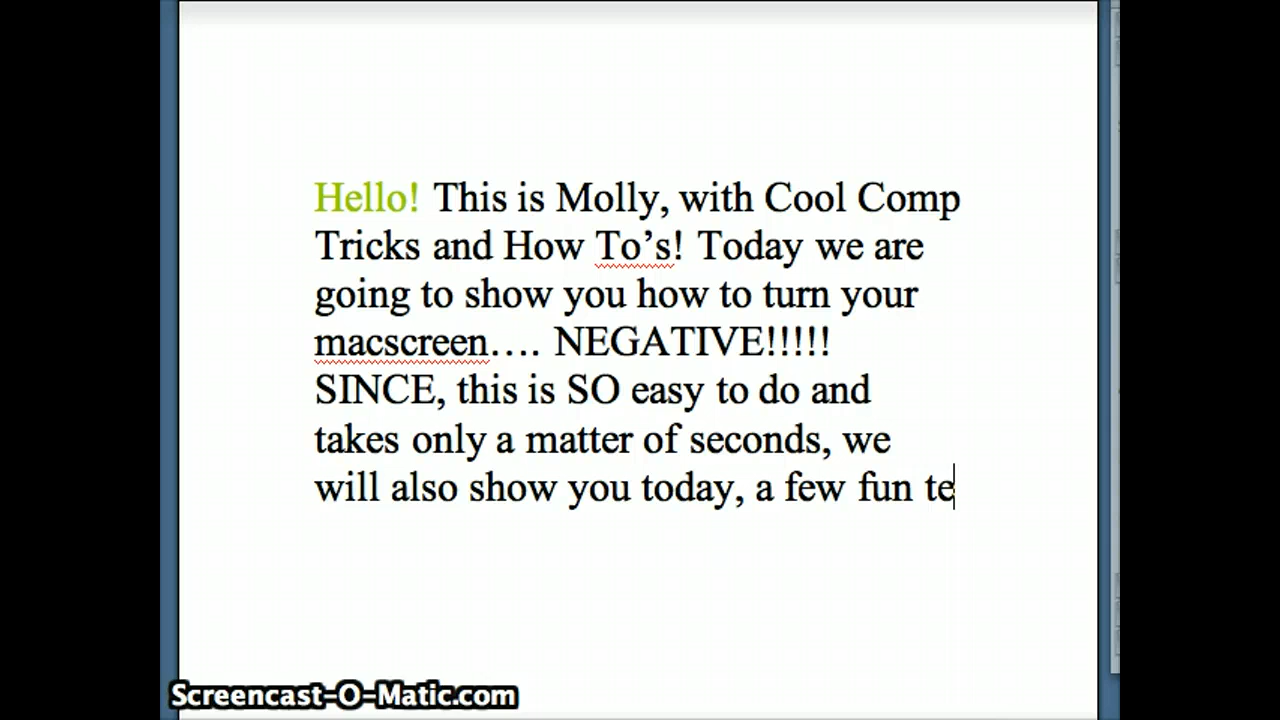 Hello! This is Molly, with Cool Comp
Tricks and How To’s! Today we are
going to show you how to turn your
macscreen…. NEGATIVE!!!!!
SINCE, this is SO easy to do and
takes only a matter of seconds, we
will also show you today, a few fun te
Screencast-O-Matic.com